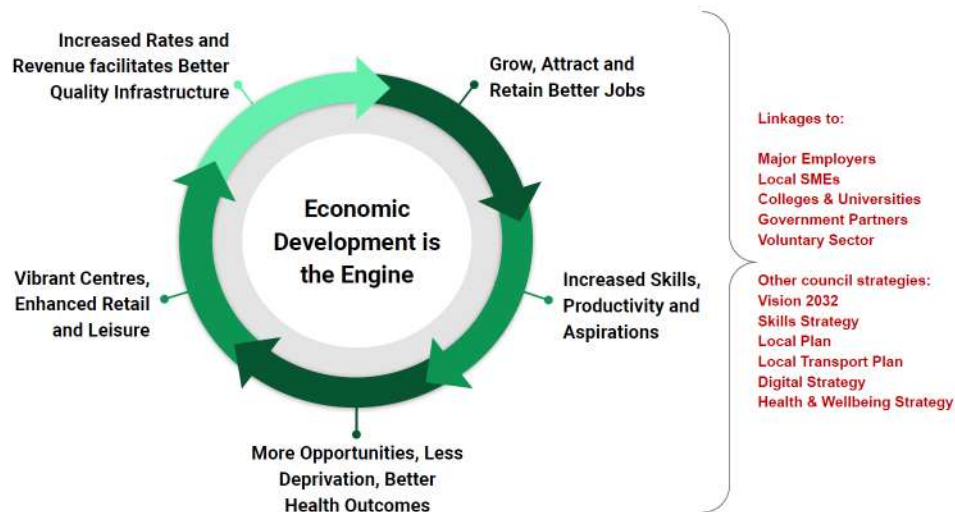 Increased Rates and
Revenue facilitates Better
Quality Infrastructure
Grow, Attract and
Retain Better Jobs
Economic
Development is
the Engine
Increased Skills,
Productivity and
Aspirations
More Opportunities, Less
Deprivation, Better
Health Outcomes
Vibrant Centres,
Enhanced Retail
and Leisure
Linkages to:
Major Employers
Local SMEs
Colleges & Universities
Government Partners
Voluntary Sector
Other council strategies:
Vision 2032
Skills Strategy
Local Plan
Local Transport Plan
Digital Strategy
Health & Wellbeing Strategy